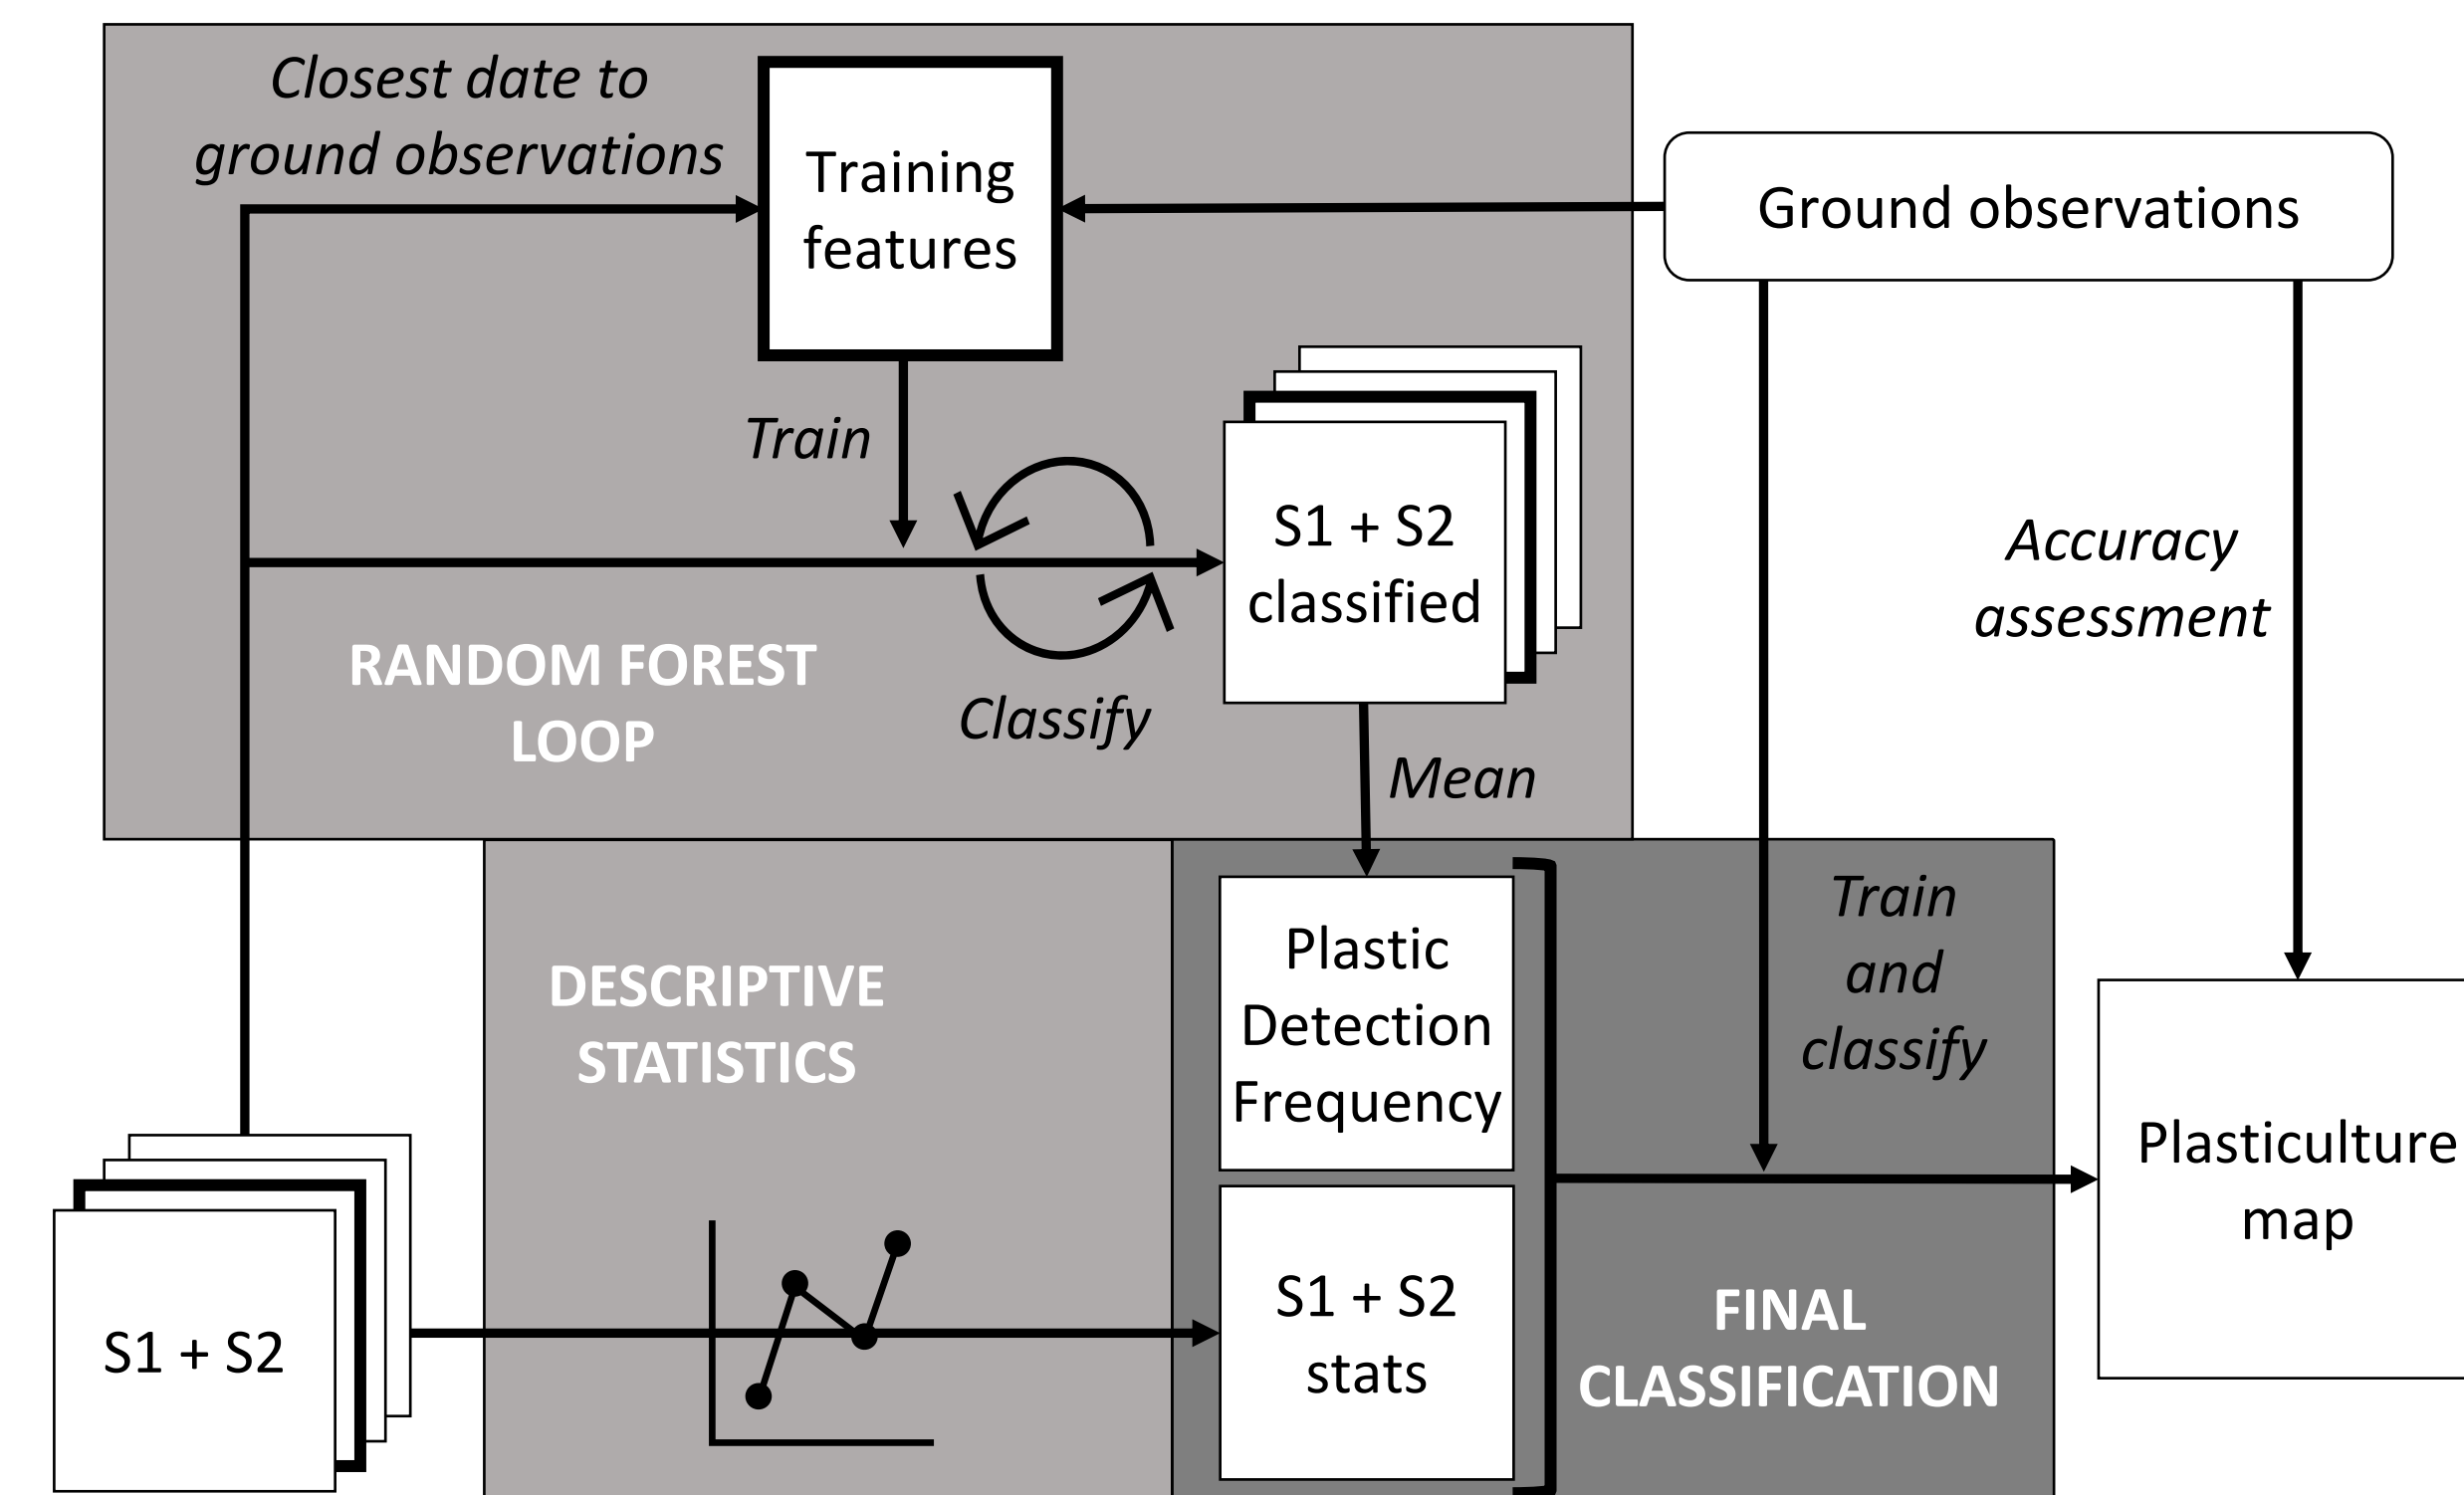 Closest date to
ground observations
Training
features
Ground observations
Train
S1 + S2
classified
Accuracy
assessment
RANDOM FOREST
LOOP
Classify
Mean
DESCRIPTIVE
STATISTICS
Plastic
Detection
Frequency
Train
and
classify
Plasticulture
map
S1 + S2
S1 + S2
stats
FINAL
CLASSIFICATION